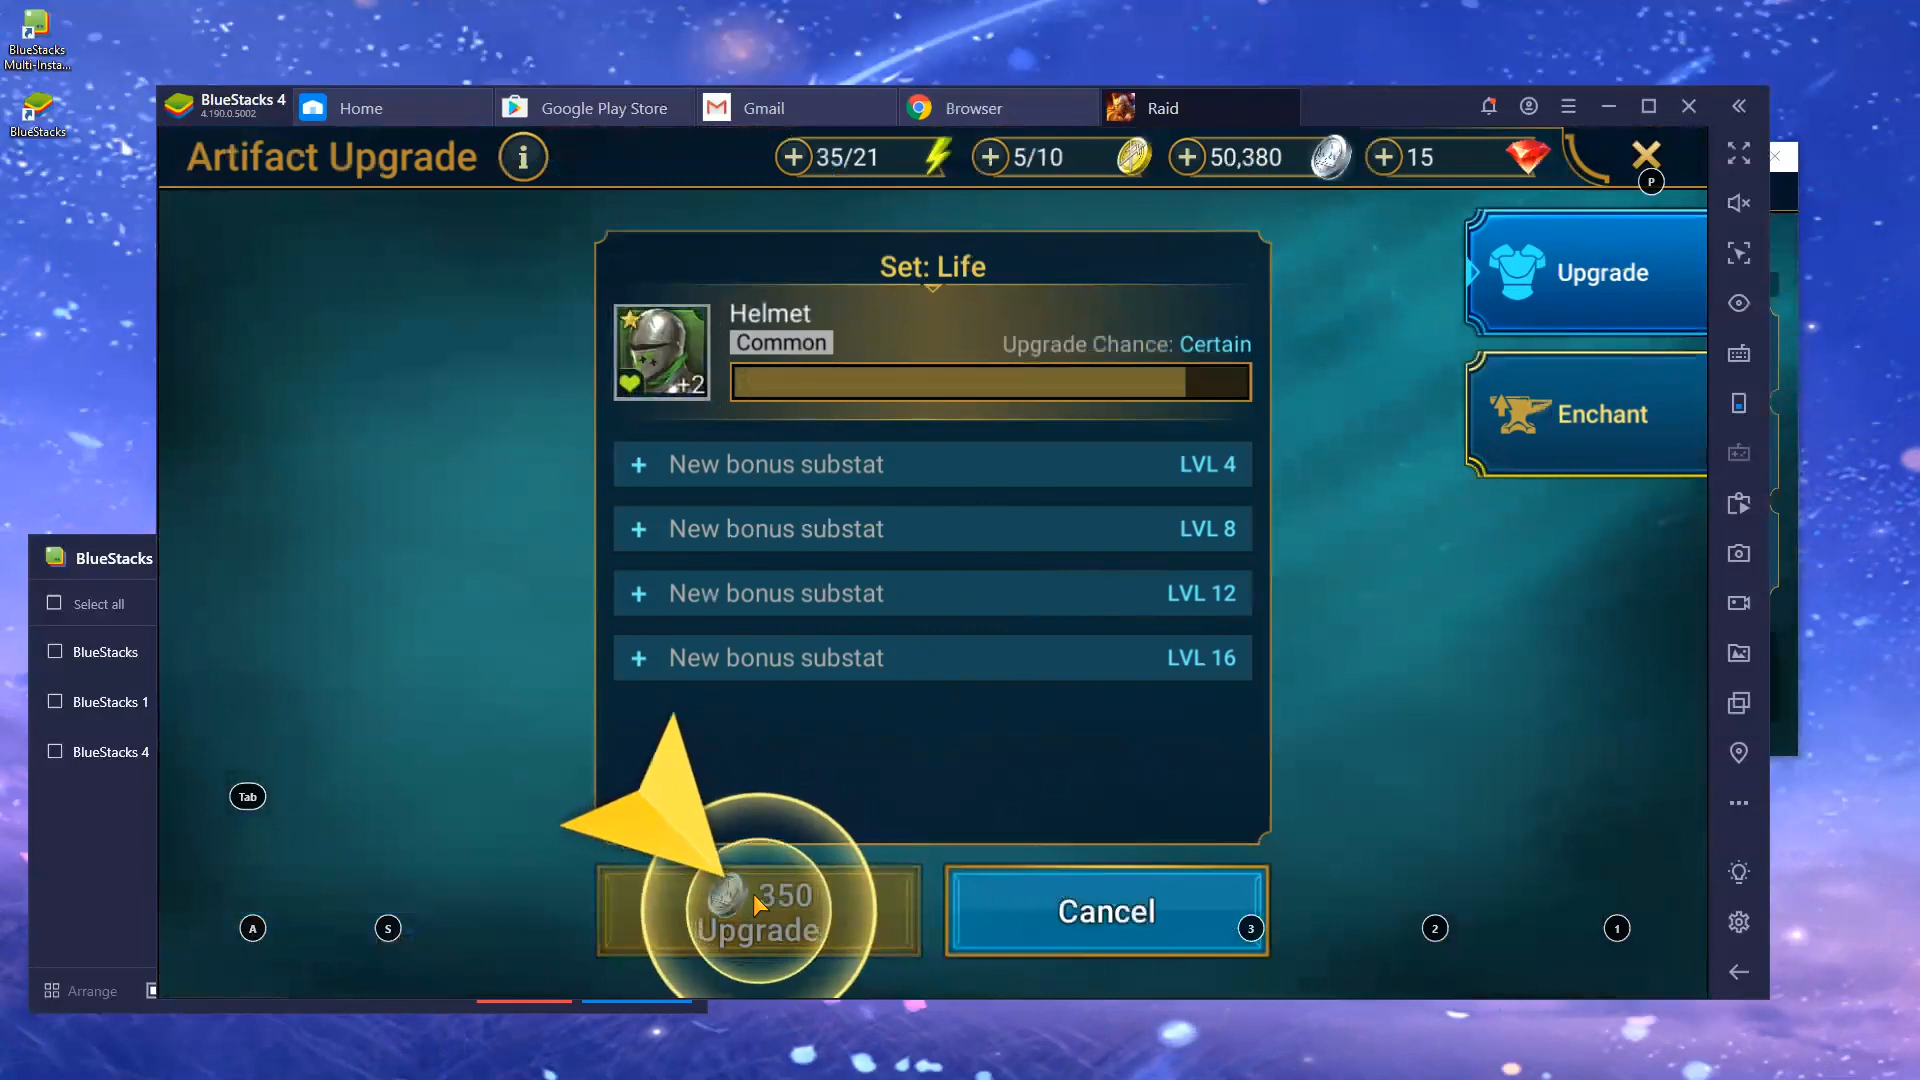 BlueStacks
Multi-Insta...
BlueStacks
BlueStacks 4
4.190.0.5002
Home
Google Play Store
Gmail
Browser
Raid
Artifact Upgrade
i
35/21
5/10
50,380
15
P
Set: Life
Helmet
Common
Upgrade Chance: Certain
+2
+ New bonus substat LVL 4
+ New bonus substat LVL 8
+ New bonus substat LVL 12
+ New bonus substat LVL 16
Upgrade
Enchant
350
Upgrade
Cancel
Tab
A
S
3
2
1
BlueStacks
Select all
BlueStacks
BlueStacks 1
BlueStacks 4
Arrange